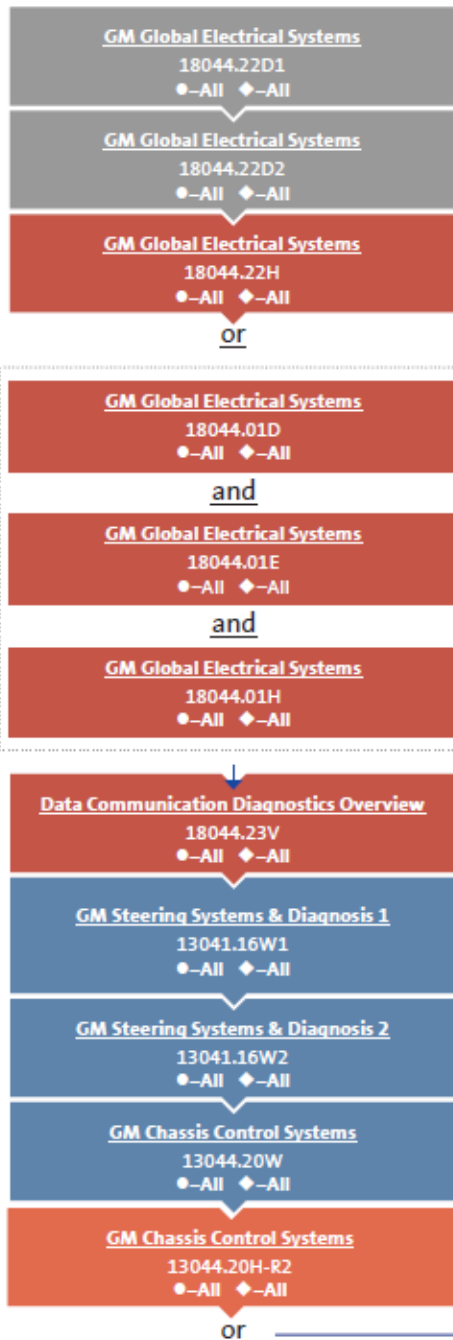 GM Global Electrical Systems
18044.22D1
●–All ◆–All
GM Global Electrical Systems
18044.22D2
●–All ◆–All
GM Global Electrical Systems
18044.22H
●–All ◆–All
or
GM Global Electrical Systems
18044.01D
●–All ◆–All
and
GM Global Electrical Systems
18044.01E
●–All ◆–All
and
GM Global Electrical Systems
18044.01H
●–All ◆–All
Data Communication Diagnostics Overview
18044.23V
●–All ◆–All
GM Steering Systems & Diagnosis 1
13041.16W1
●–All ◆–All
GM Steering Systems & Diagnosis 2
13041.16W2
●–All ◆–All
GM Chassis Control Systems
13044.20W
●–All ◆–All
GM Chassis Control Systems
13044.20H-R2
●–All ◆–All
or